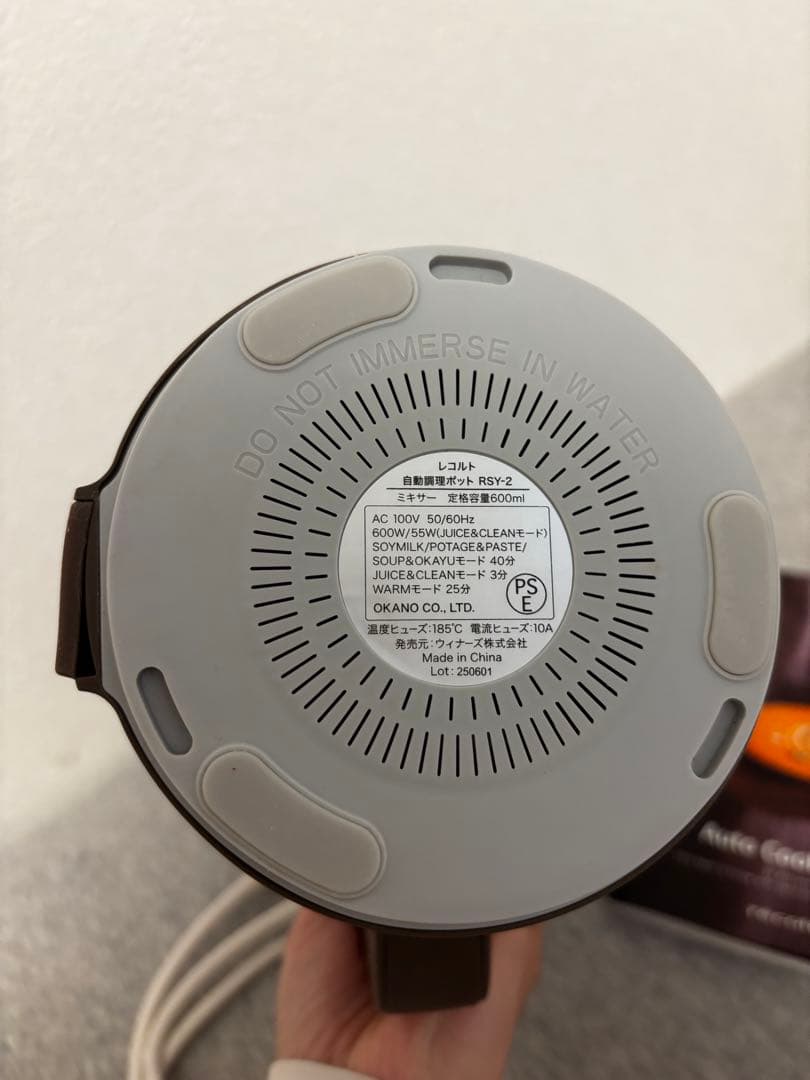 DO NOT IMMERSE IN WATER
レコルト
自動調理ポット RSY-2
ミキサー 定格容量600ml
AC 100V 50/60Hz
600W/55W(JUICE&CLEANモード)
SOYMILK/POTAGE&PASTE/
SOUP&OKAYUモード 40分
JUICE&CLEANモード 3分
WARMモード 25分
PS
E
OKANO CO., LTD.
温度ヒューズ:185℃ 電流ヒューズ:10A
発売元:ウィナーズ株式会社
Made in China
Lot: 250601
Auto Coo